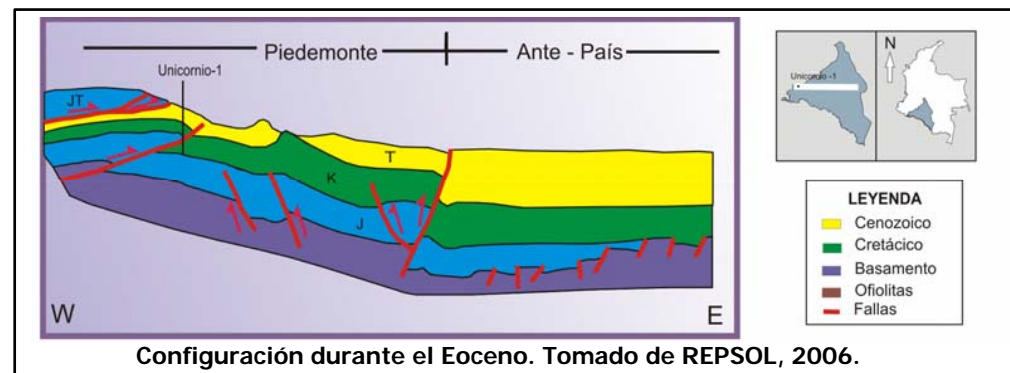 Piedemonte
Ante - País
Unicornio-1
JT
T
K
J
W
E
Unicornio -1
N
LEYENDA
Cenozoico
Cretácico
Basamento
Ofiolitas
Fallas
Configuración durante el Eoceno. Tomado de REPSOL, 2006.